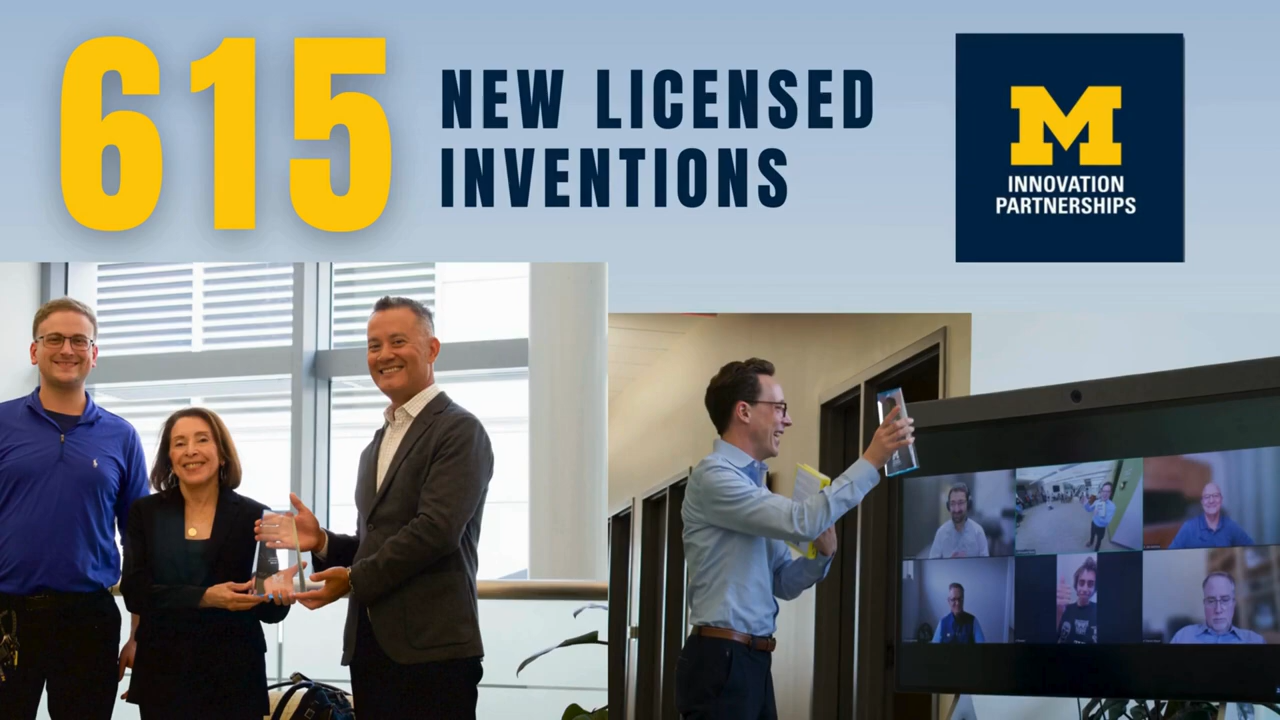 615
NEW LICENSED
INVENTIONS
M
INNOVATION
PARTNERSHIPS